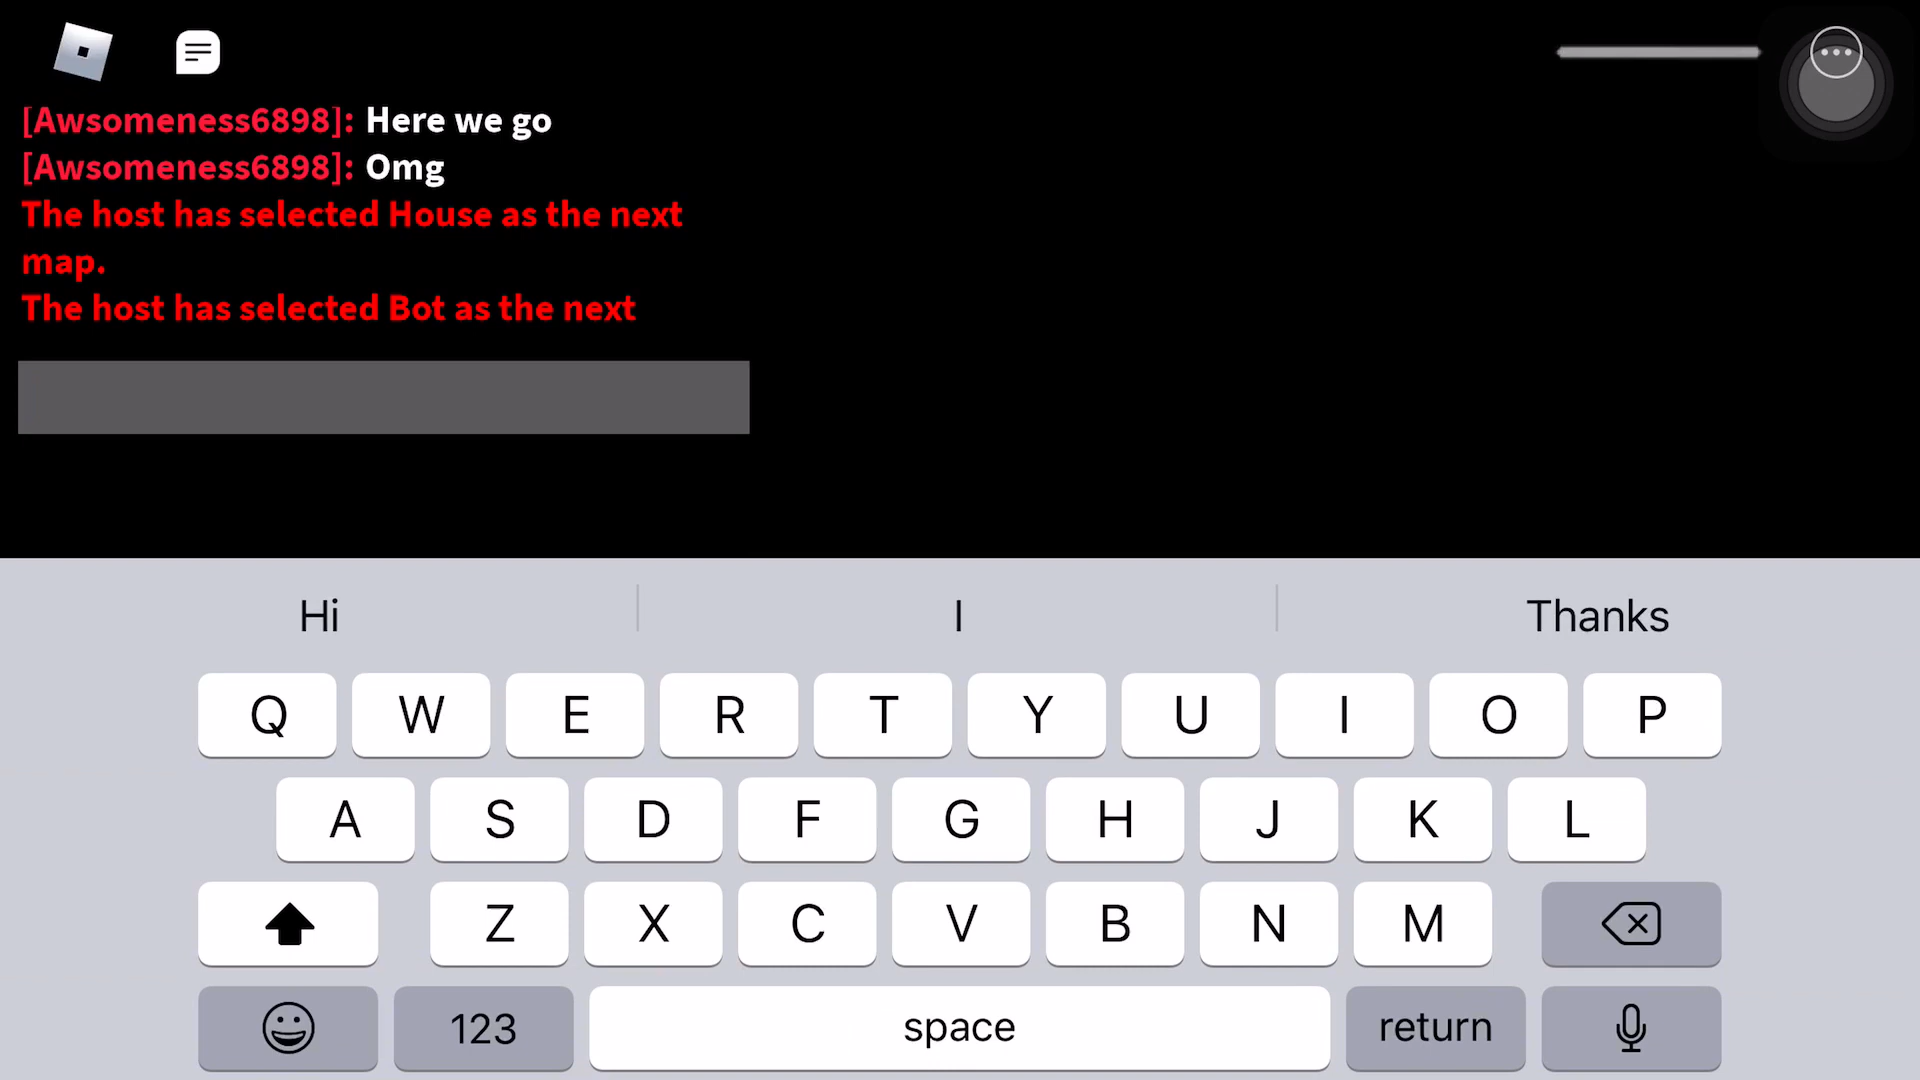 [Awsomeness6898]: Here we go
[Awsomeness6898]: Omg
The host has selected House as the next
map.
The host has selected Bot as the next
Hi I Thanks
Q W E R T Y U I O P
A S D F G H J K L
Z X C V B N M
123 space return